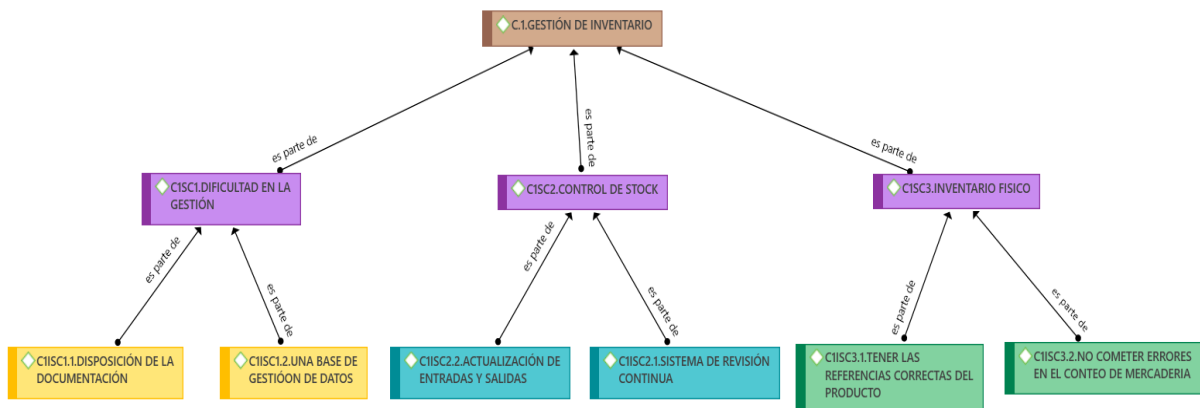 C.1.GESTIÓN DE INVENTARIO
es parte de
es parte de
es parte de
C1SC1.DIFICULTAD EN LA
GESTIÓN
C1SC2.CONTROL DE STOCK
C1SC3.INVENTARIO FISICO
es parte de
es parte de
es parte de
es parte de
es parte de
es parte de
C1ISC1.1.DISPOSICIÓN DE LA
DOCUMENTACIÓN
C1ISC1.2.UNA BASE DE
GESTIÓON DE DATOS
C1ISC2.2.ACTUALIZACIÓN DE
ENTRADAS Y SALIDAS
C1ISC2.1.SISTEMA DE REVISIÓN
CONTINUA
C1ISC3.1.TENER LAS
REFERENCIAS CORRECTAS DEL
PRODUCTO
C1ISC3.2.NO COMETER ERRORES
EN EL CONTEO DE MERCADERIA